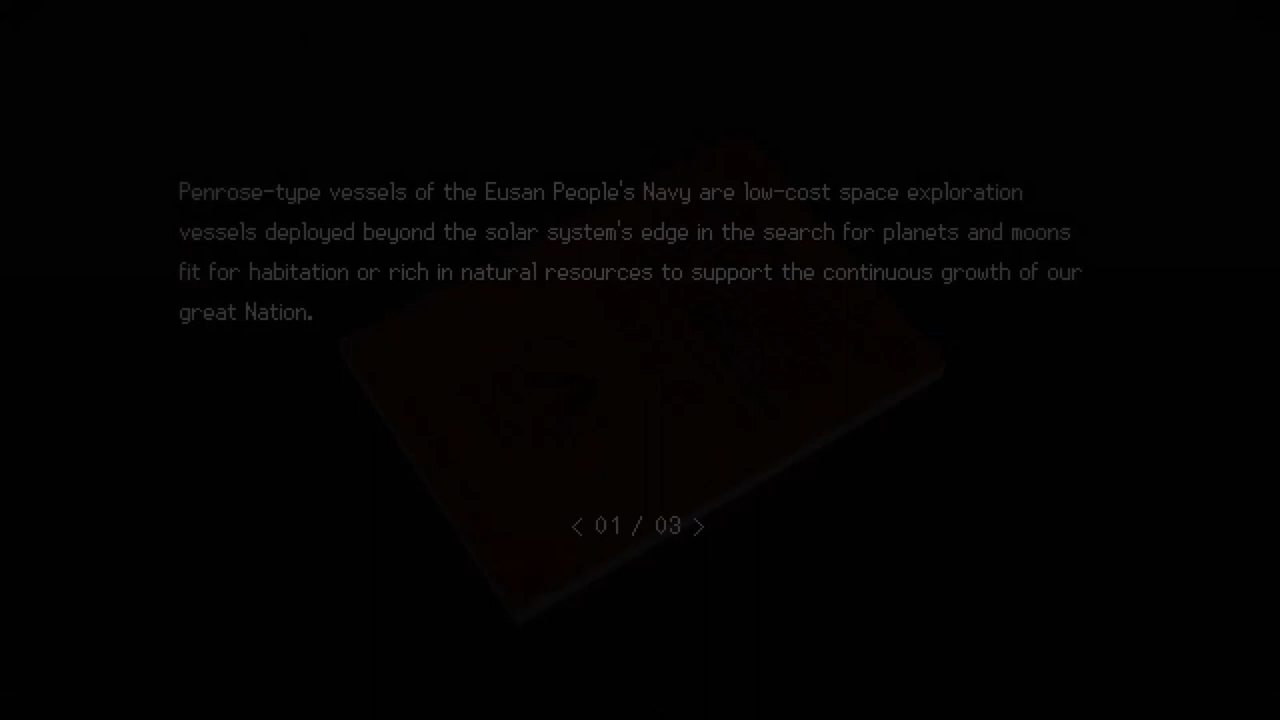 Penrose-type vessels of the Eusan People's Navy are low-cost space exploration
vessels deployed beyond the solar system's edge in the search for planets and moons
fit for habitation or rich in natural resources to support the continuous growth of our
great Nation.
< 01 / 03 >